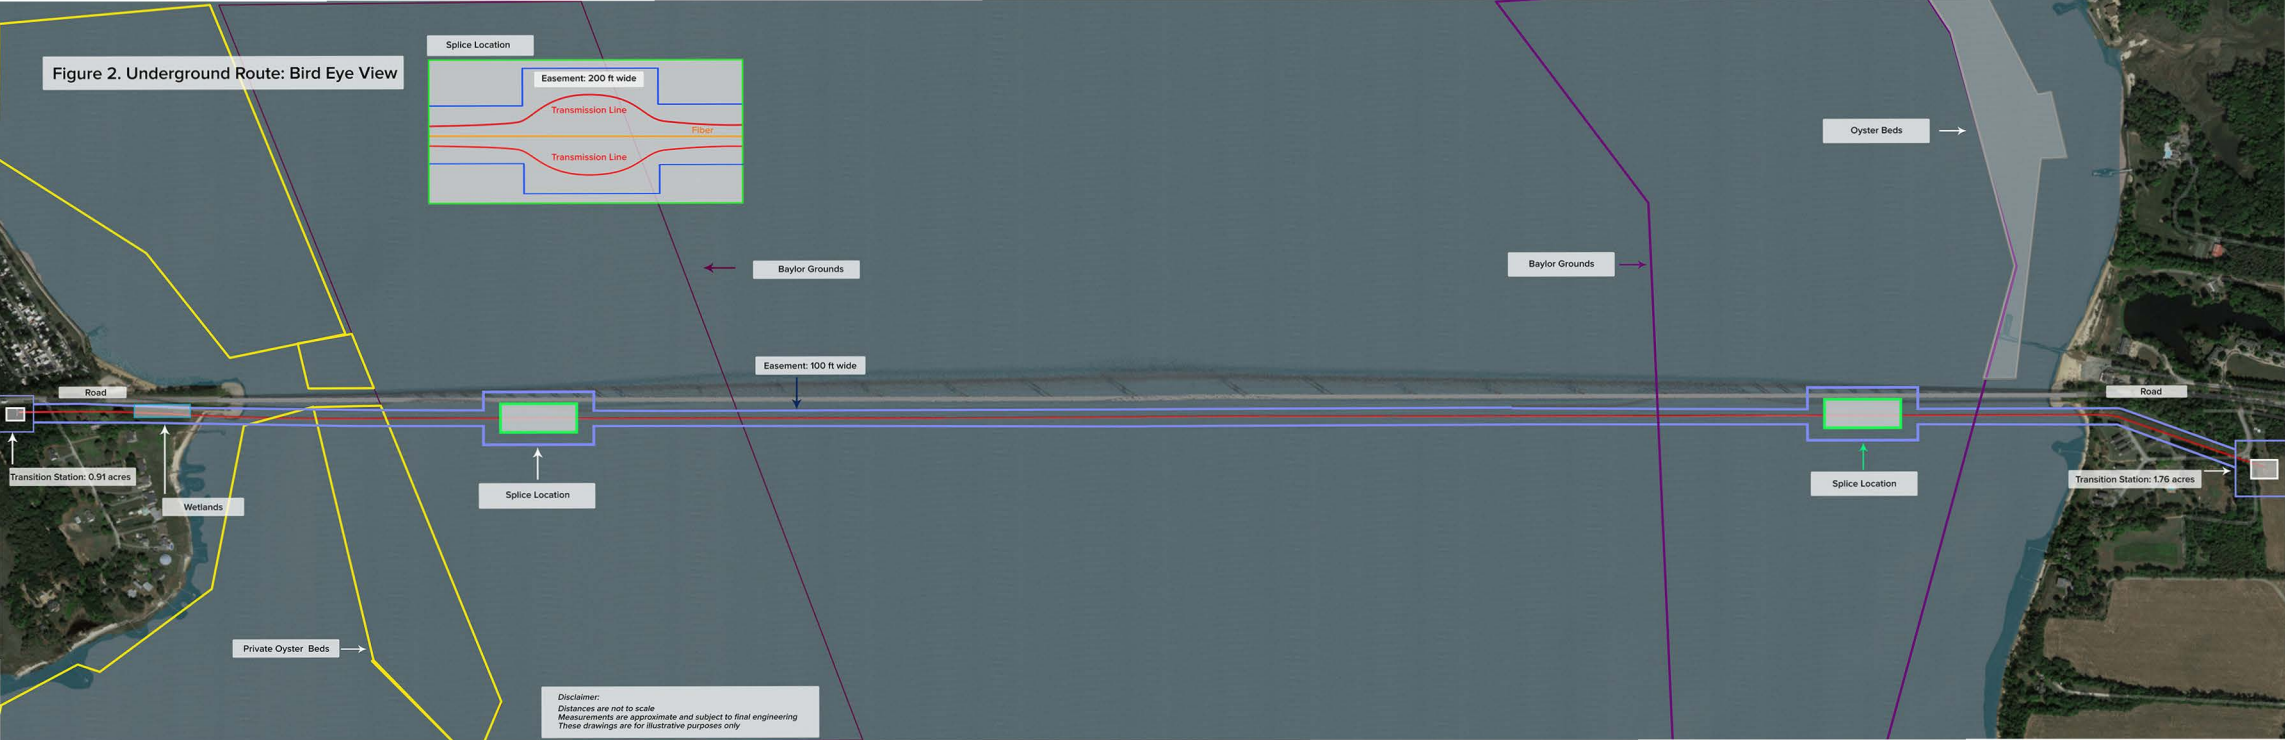 Splice Location
Figure 2. Underground Route: Bird Eye View
Easement: 200 ft wide
Transmission Line
Fiber
Transmission Line
Oyster Beds
Baylor Grounds
Baylor Grounds
Easement: 100 ft wide
Road
Road
Transition Station: 0.91 acres
Wetlands
Splice Location
Splice Location
Transition Station: 1.76 acres
Private Oyster Beds
Disclaimer:
Distances are not to scale
Measurements are approximate and subject to final engineering
These drawings are for illustrative purposes only